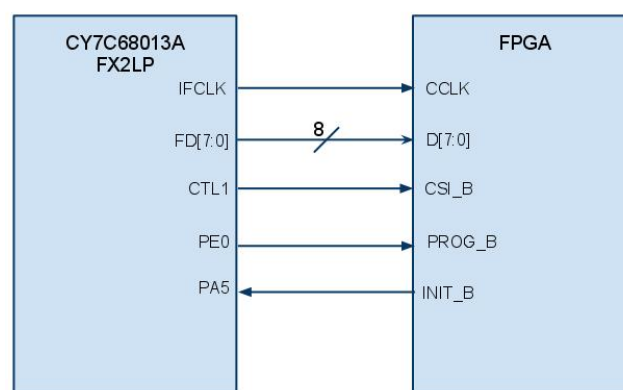 CY7C68013A
FX2LP
FPGA
IFCLK
CCLK
FD[7:0]
8
D[7:0]
CTL1
CSI_B
PE0
PROG_B
PA5
INIT_B